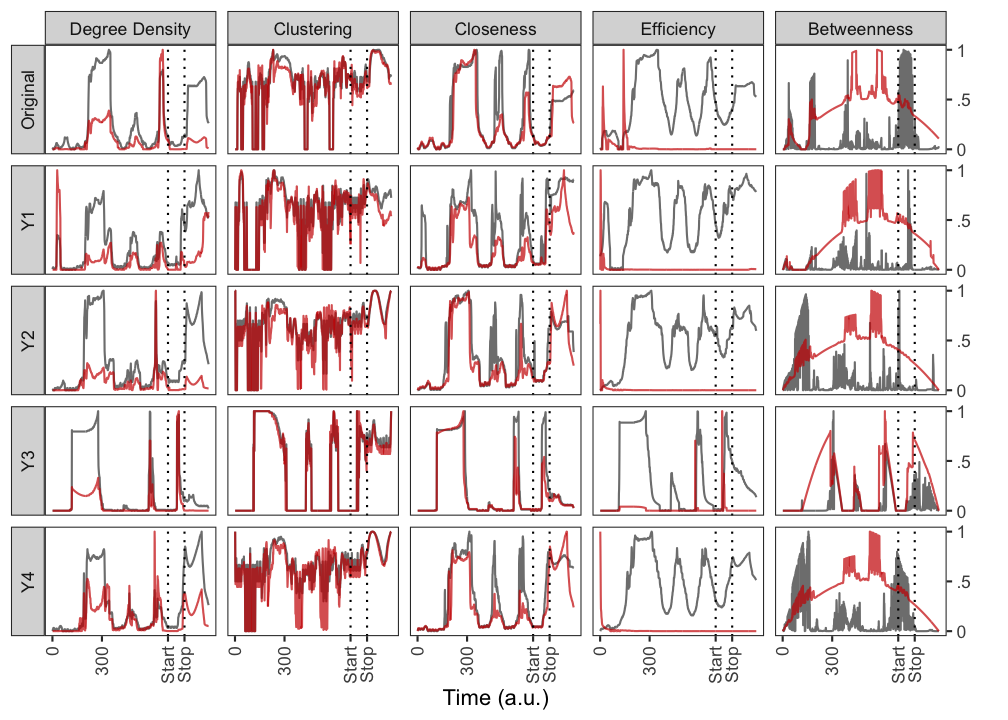 Degree Density Clustering Closeness Efficiency Betweenness
Original 1 .5 0
Y1 1 .5 0
Y2 1 .5 0
Y3 1 .5 0
Y4 1 .5 0
0 300 Start Stop 0 300 Start Stop 0 300 Start Stop 0 300 Start Stop 0 300 Start Stop
Time (a.u.)